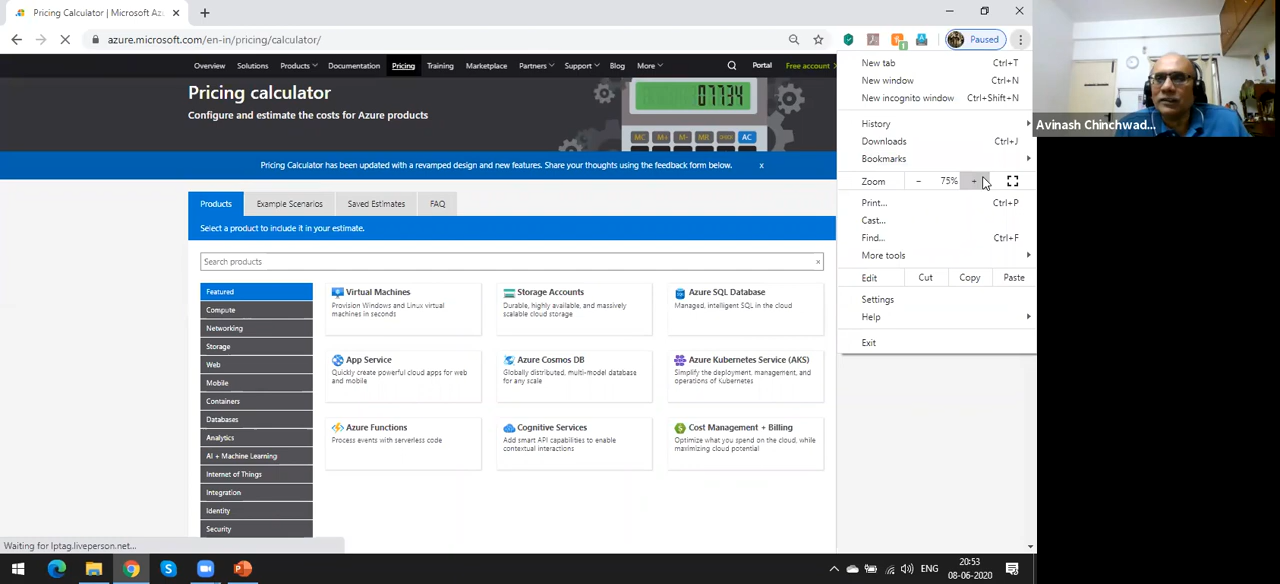 Pricing Calculator | Microsoft Az
azure.microsoft.com/en-in/pricing/calculator/
Paused
Overview Solutions Products Documentation Pricing Training Marketplace Partners Support Blog More Portal Free account
Pricing calculator
Configure and estimate the costs for Azure products
07734
MC M+ M- MR AC
Pricing Calculator has been updated with a revamped design and new features. Share your thoughts using the feedback form below. x
Products Example Scenarios Saved Estimates FAQ
Select a product to include it in your estimate.
Search products
Featured
Compute
Networking
Storage
Web
Mobile
Containers
Databases
Analytics
AI + Machine Learning
Internet of Things
Integration
Identity
Security
Virtual Machines
Provision Windows and Linux virtual
machines in seconds
Storage Accounts
Durable, highly available, and massively
scalable cloud storage
Azure SQL Database
Managed, intelligent SQL in the cloud
App Service
Quickly create powerful cloud apps for web
and mobile
Azure Cosmos DB
Globally distributed, multi-model database
for any scale
Azure Kubernetes Service (AKS)
Simplify the deployment, management, and
operations of Kubernetes
Azure Functions
Process events with serverless code
Cognitive Services
Add smart API capabilities to enable
contextual interactions
Cost Management + Billing
Optimize what you spend on the cloud, while
maximizing cloud potential
New tab Ctrl+T
New window Ctrl+N
New incognito window Ctrl+Shift+N
History
Downloads Ctrl+J
Bookmarks
Zoom - 75% +
Print... Ctrl+P
Cast...
Find... Ctrl+F
More tools
Edit Cut Copy Paste
Settings
Help
Exit
Avinash Chinchwad...
Waiting for lptag.liveperson.net...
ENG
20:53
08-06-2020